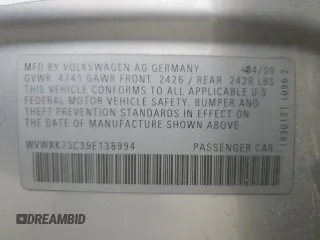 MFD BY VOLKSWAGEN AG GERMANY 04/09
GVWR 4741 GAWR FRONT 2426 / REAR 2426 LBS
THIS VEHICLE CONFORMS TO ALL APPLICABLE U S
FEDERAL MOTOR VEHICLE SAFETY, BUMPER AND
THEFT PREVENTION STANDARDS IN EFFECT ON THE
DATE OF MANUFACTURE SHOWN ABOVE
WVWXK73C39E138994 PASSENGER CAR
DREAMBID